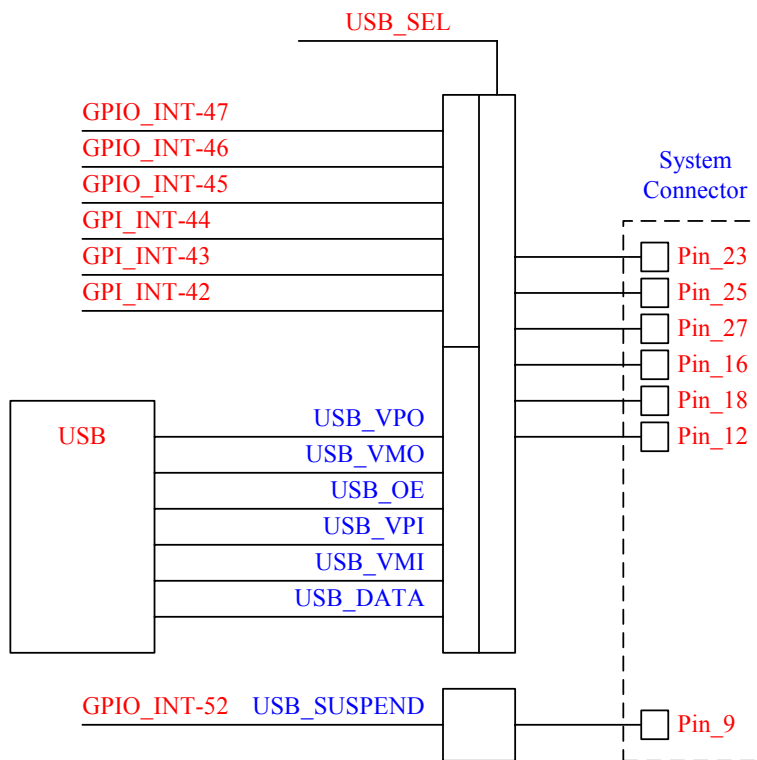 USB_SEL
GPIO_INT-47
GPIO_INT-46
GPIO_INT-45
GPI_INT-44
GPI_INT-43
GPI_INT-42
System
Connector
Pin_23
Pin_25
Pin_27
Pin_16
Pin_18
Pin_12
USB
USB_VPO
USB_VMO
USB_OE
USB_VPI
USB_VMI
USB_DATA
GPIO_INT-52 USB_SUSPEND
Pin_9